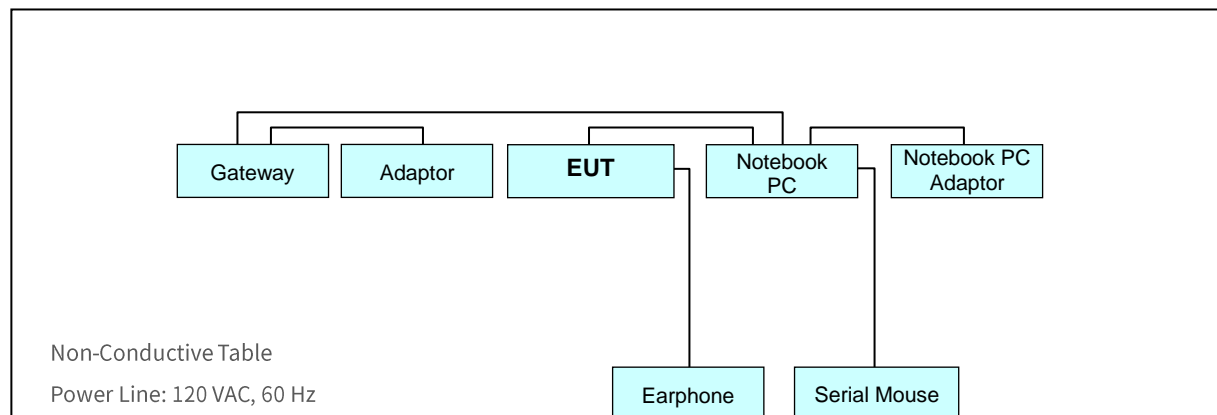 Gateway
Adaptor
EUT
Notebook
PC
Notebook PC
Adaptor
Non-Conductive Table
Power Line: 120 VAC, 60 Hz
Earphone
Serial Mouse